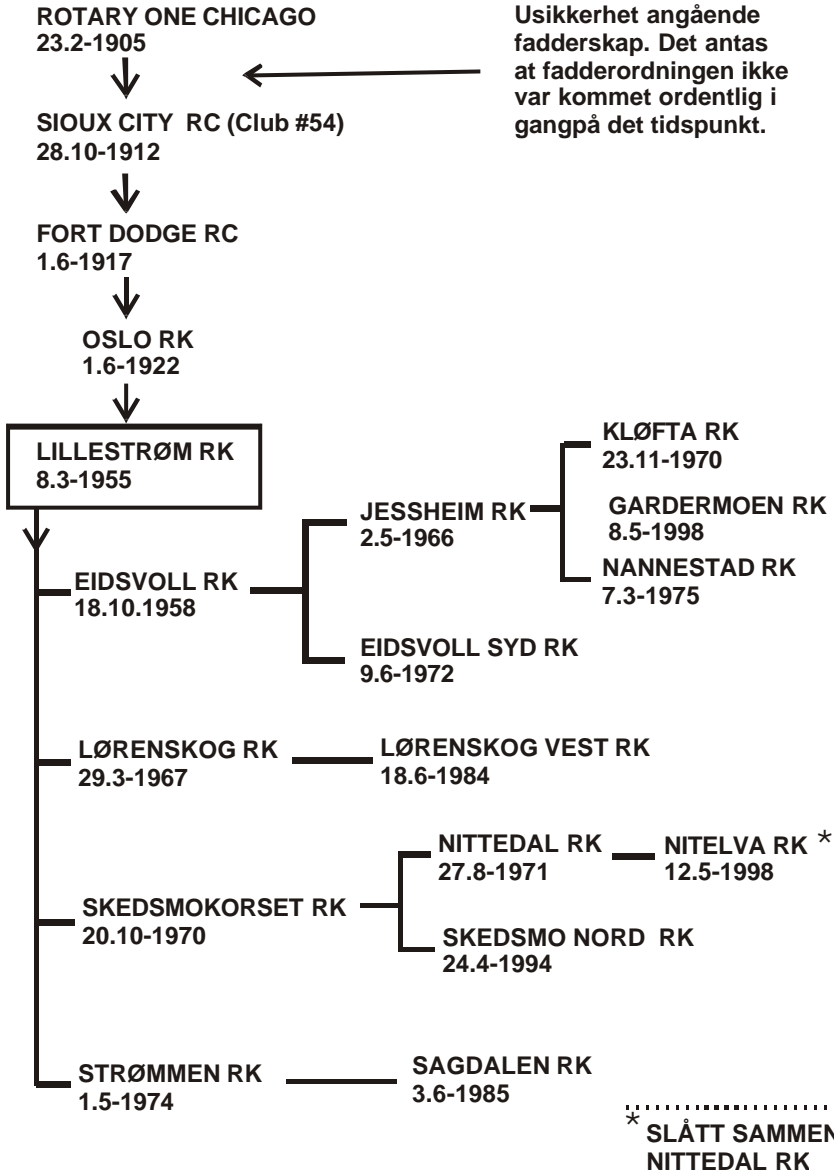 ROTARY ONE CHICAGO
23.2-1905
Usikkerhet angående
fadderskap. Det antas
at fadderordningen ikke
var kommet ordentlig i
gangpå det tidspunkt.
SIOUX CITY RC (Club #54)
28.10-1912
FORT DODGE RC
1.6-1917
OSLO RK
1.6-1922
LILLESTRØM RK
8.3-1955
EIDSVOLL RK
18.10.1958
JESSHEIM RK
2.5-1966
KLØFTA RK
23.11-1970
GARDERMOEN RK
8.5-1998
NANNESTAD RK
7.3-1975
EIDSVOLL SYD RK
9.6-1972
LØRENSKOG RK
29.3-1967
LØRENSKOG VEST RK
18.6-1984
SKEDSMOKORSET RK
20.10-1970
NITTEDAL RK
27.8-1971
NITELVA RK *
12.5-1998
SKEDSMO NORD RK
24.4-1994
STRØMMEN RK
1.5-1974
SAGDALEN RK
3.6-1985
* SLÅTT SAMMEN
NITTEDAL RK